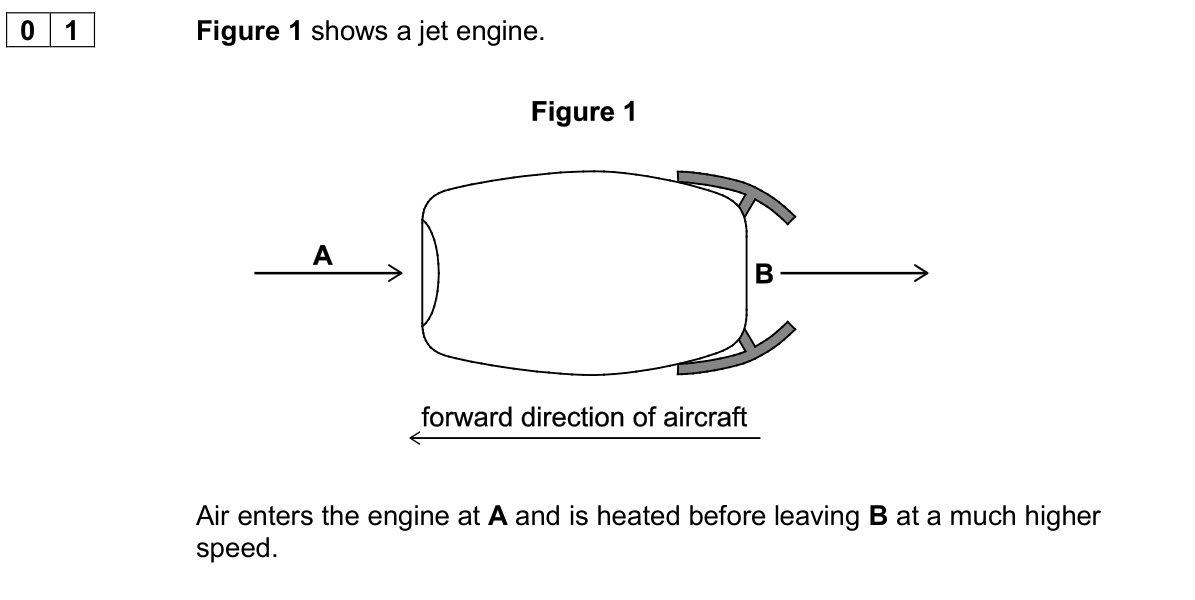 0 1 Figure 1 shows a jet engine.
Figure 1
A
B
forward direction of aircraft
Air enters the engine at A and is heated before leaving B at a much higher
speed.